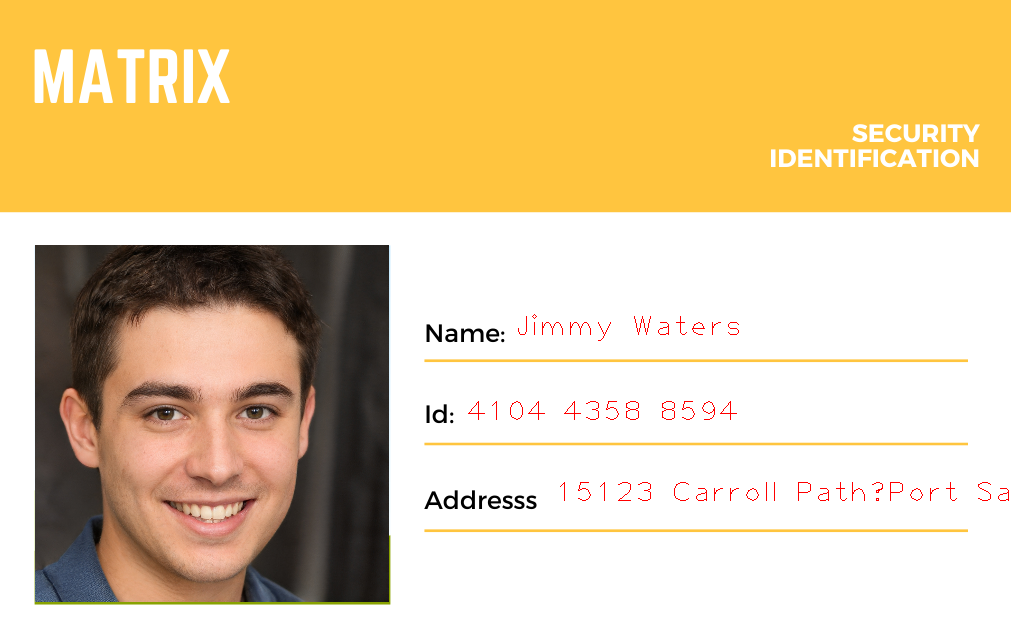 MATRIX
SECURITY
IDENTIFICATION
Name: Jimmy Waters
Id: 4104 4358 8594
Addresss 15123 Carroll Path?Port Sa